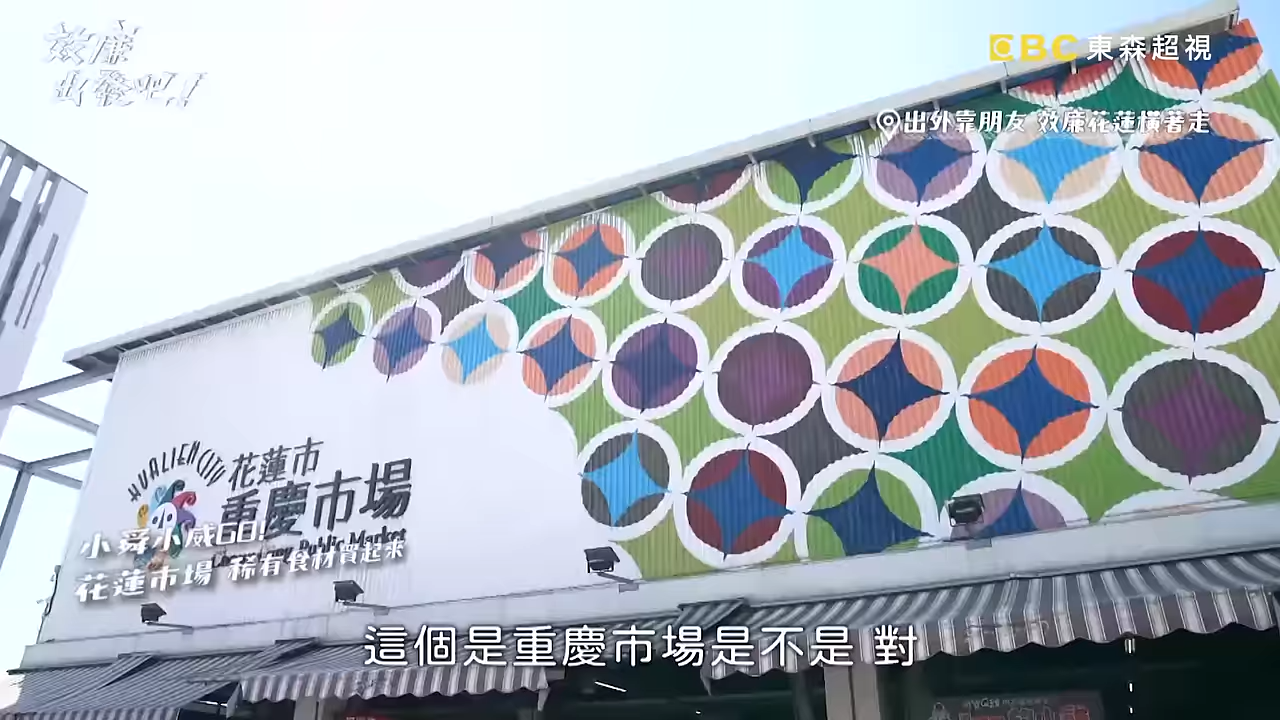 效廉
出發吧!
EBC 東森超視
出外靠朋友 效廉花蓮橫著走
HUALIEN CITY
花蓮市
重慶市場
Public Market
小舜小威GO!
花蓮市場 稀有食材買起來
這個是重慶市場是不是 對